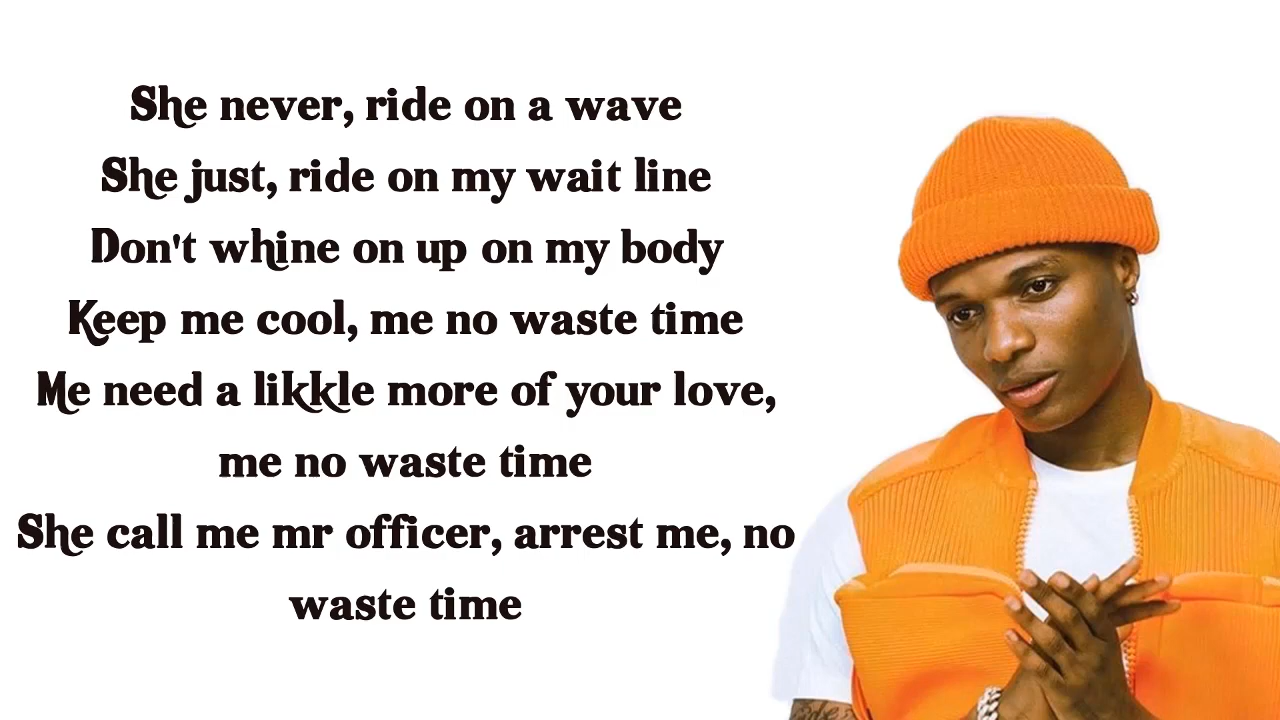 She never, ride on a wave
She just, ride on my wait line
Don't whine on up on my body
Keep me cool, me no waste time
Me need a likkle more of your love,
me no waste time
She call me mr officer, arrest me, no
waste time